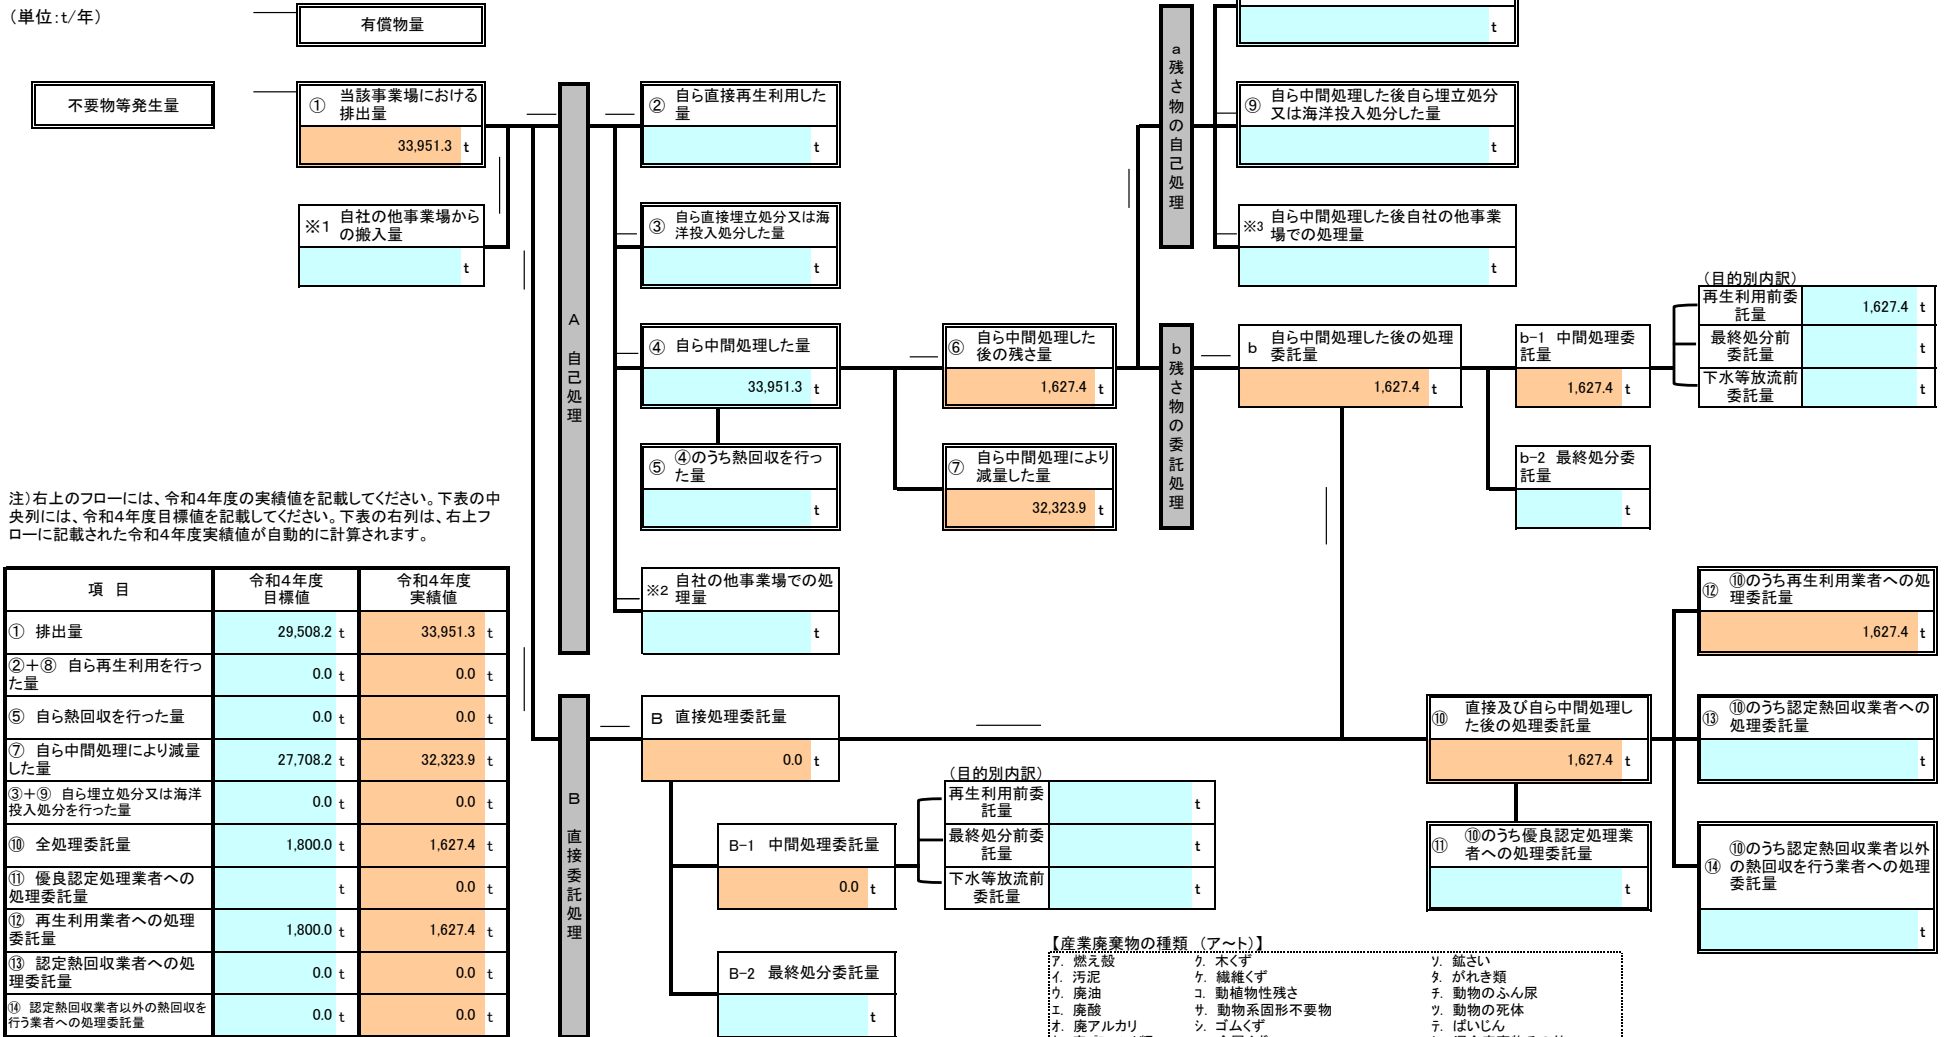 （単位:t/年）
有償物量
t
不要物等発生量
① 当該事業場における
排出量
33,951.3 t
② 自ら直接再生利用した
量
t
a 残さ物の自己処理
⑨ 自ら中間処理した後自ら埋立処分
又は海洋投入処分した量
t
※1 自社の他事業場から
の搬入量
t
③ 自ら直接埋立処分又は海
洋投入処分した量
t
※3 自ら中間処理した後自社の他事業
場での処理量
t
A 自己処理
④ 自ら中間処理した量
33,951.3 t
⑥ 自ら中間処理した
後の残さ量
1,627.4 t
b 残さ物の委託処理
b 自ら中間処理した後の処理
委託量
1,627.4 t
b-1 中間処理委
託量
1,627.4 t
（目的別内訳）
再生利用前委
託量
1,627.4 t
最終処分前
委託量
t
下水等放流前
委託量
t
⑤ ④のうち熱回収を行っ
た量
t
⑦ 自ら中間処理により
減量した量
32,323.9 t
b-2 最終処分委
託量
t
注）右上のフローには、令和4年度の実績値を記載してください。下表の中
央列には、令和4年度目標値を記載してください。下表の右列は、右上フ
ローに記載された令和4年度実績値が自動的に計算されます。
※2 自社の他事業場での処
理量
t
項 目 令和4年度 目標値 令和4年度 実績値
① 排出量 29,508.2 t 33,951.3 t
②+⑧ 自ら再生利用を行っ
た量 0.0 t 0.0 t
⑤ 自ら熱回収を行った量 0.0 t 0.0 t
⑦ 自ら中間処理により減量
した量 27,708.2 t 32,323.9 t
③+⑨ 自ら埋立処分又は海洋
投入処分を行った量 0.0 t 0.0 t
⑩ 全処理委託量 1,800.0 t 1,627.4 t
⑪ 優良認定処理業者への
処理委託量 t 0.0 t
⑫ 再生利用業者への処理
委託量 1,800.0 t 1,627.4 t
⑬ 認定熱回収業者への処
理委託量 0.0 t 0.0 t
⑭ 認定熱回収業者以外の熱回収を
行う業者への処理委託量 0.0 t 0.0 t
B 直接委託処理
B 直接処理委託量
0.0 t
B-1 中間処理委託量
0.0 t
（目的別内訳）
再生利用前委
託量
t
最終処分前委
託量
t
下水等放流前
委託量
t
B-2 最終処分委託量
t
⑩ 直接及び自ら中間処理し
た後の処理委託量
1,627.4 t
⑪ ⑩のうち優良認定処理業
者への処理委託量
t
⑫ ⑩のうち再生利用業者への処
理委託量
1,627.4 t
⑬ ⑩のうち認定熱回収業者への
処理委託量
t
⑭ ⑩のうち認定熱回収業者以外
の熱回収を行う業者への処理
委託量
t
【産業廃棄物の種類 （ア～ト）】
ア. 燃え殻 ク. 木くず ソ. 鉱さい
イ. 汚泥 ケ. 繊維くず タ. がれき類
ウ. 廃油 コ. 動植物性残さ チ. 動物のふん尿
エ. 廃酸 サ. 動物系固形不要物 ツ. 動物の死体
オ. 廃アルカリ シ. ゴムくず テ. ばいじん